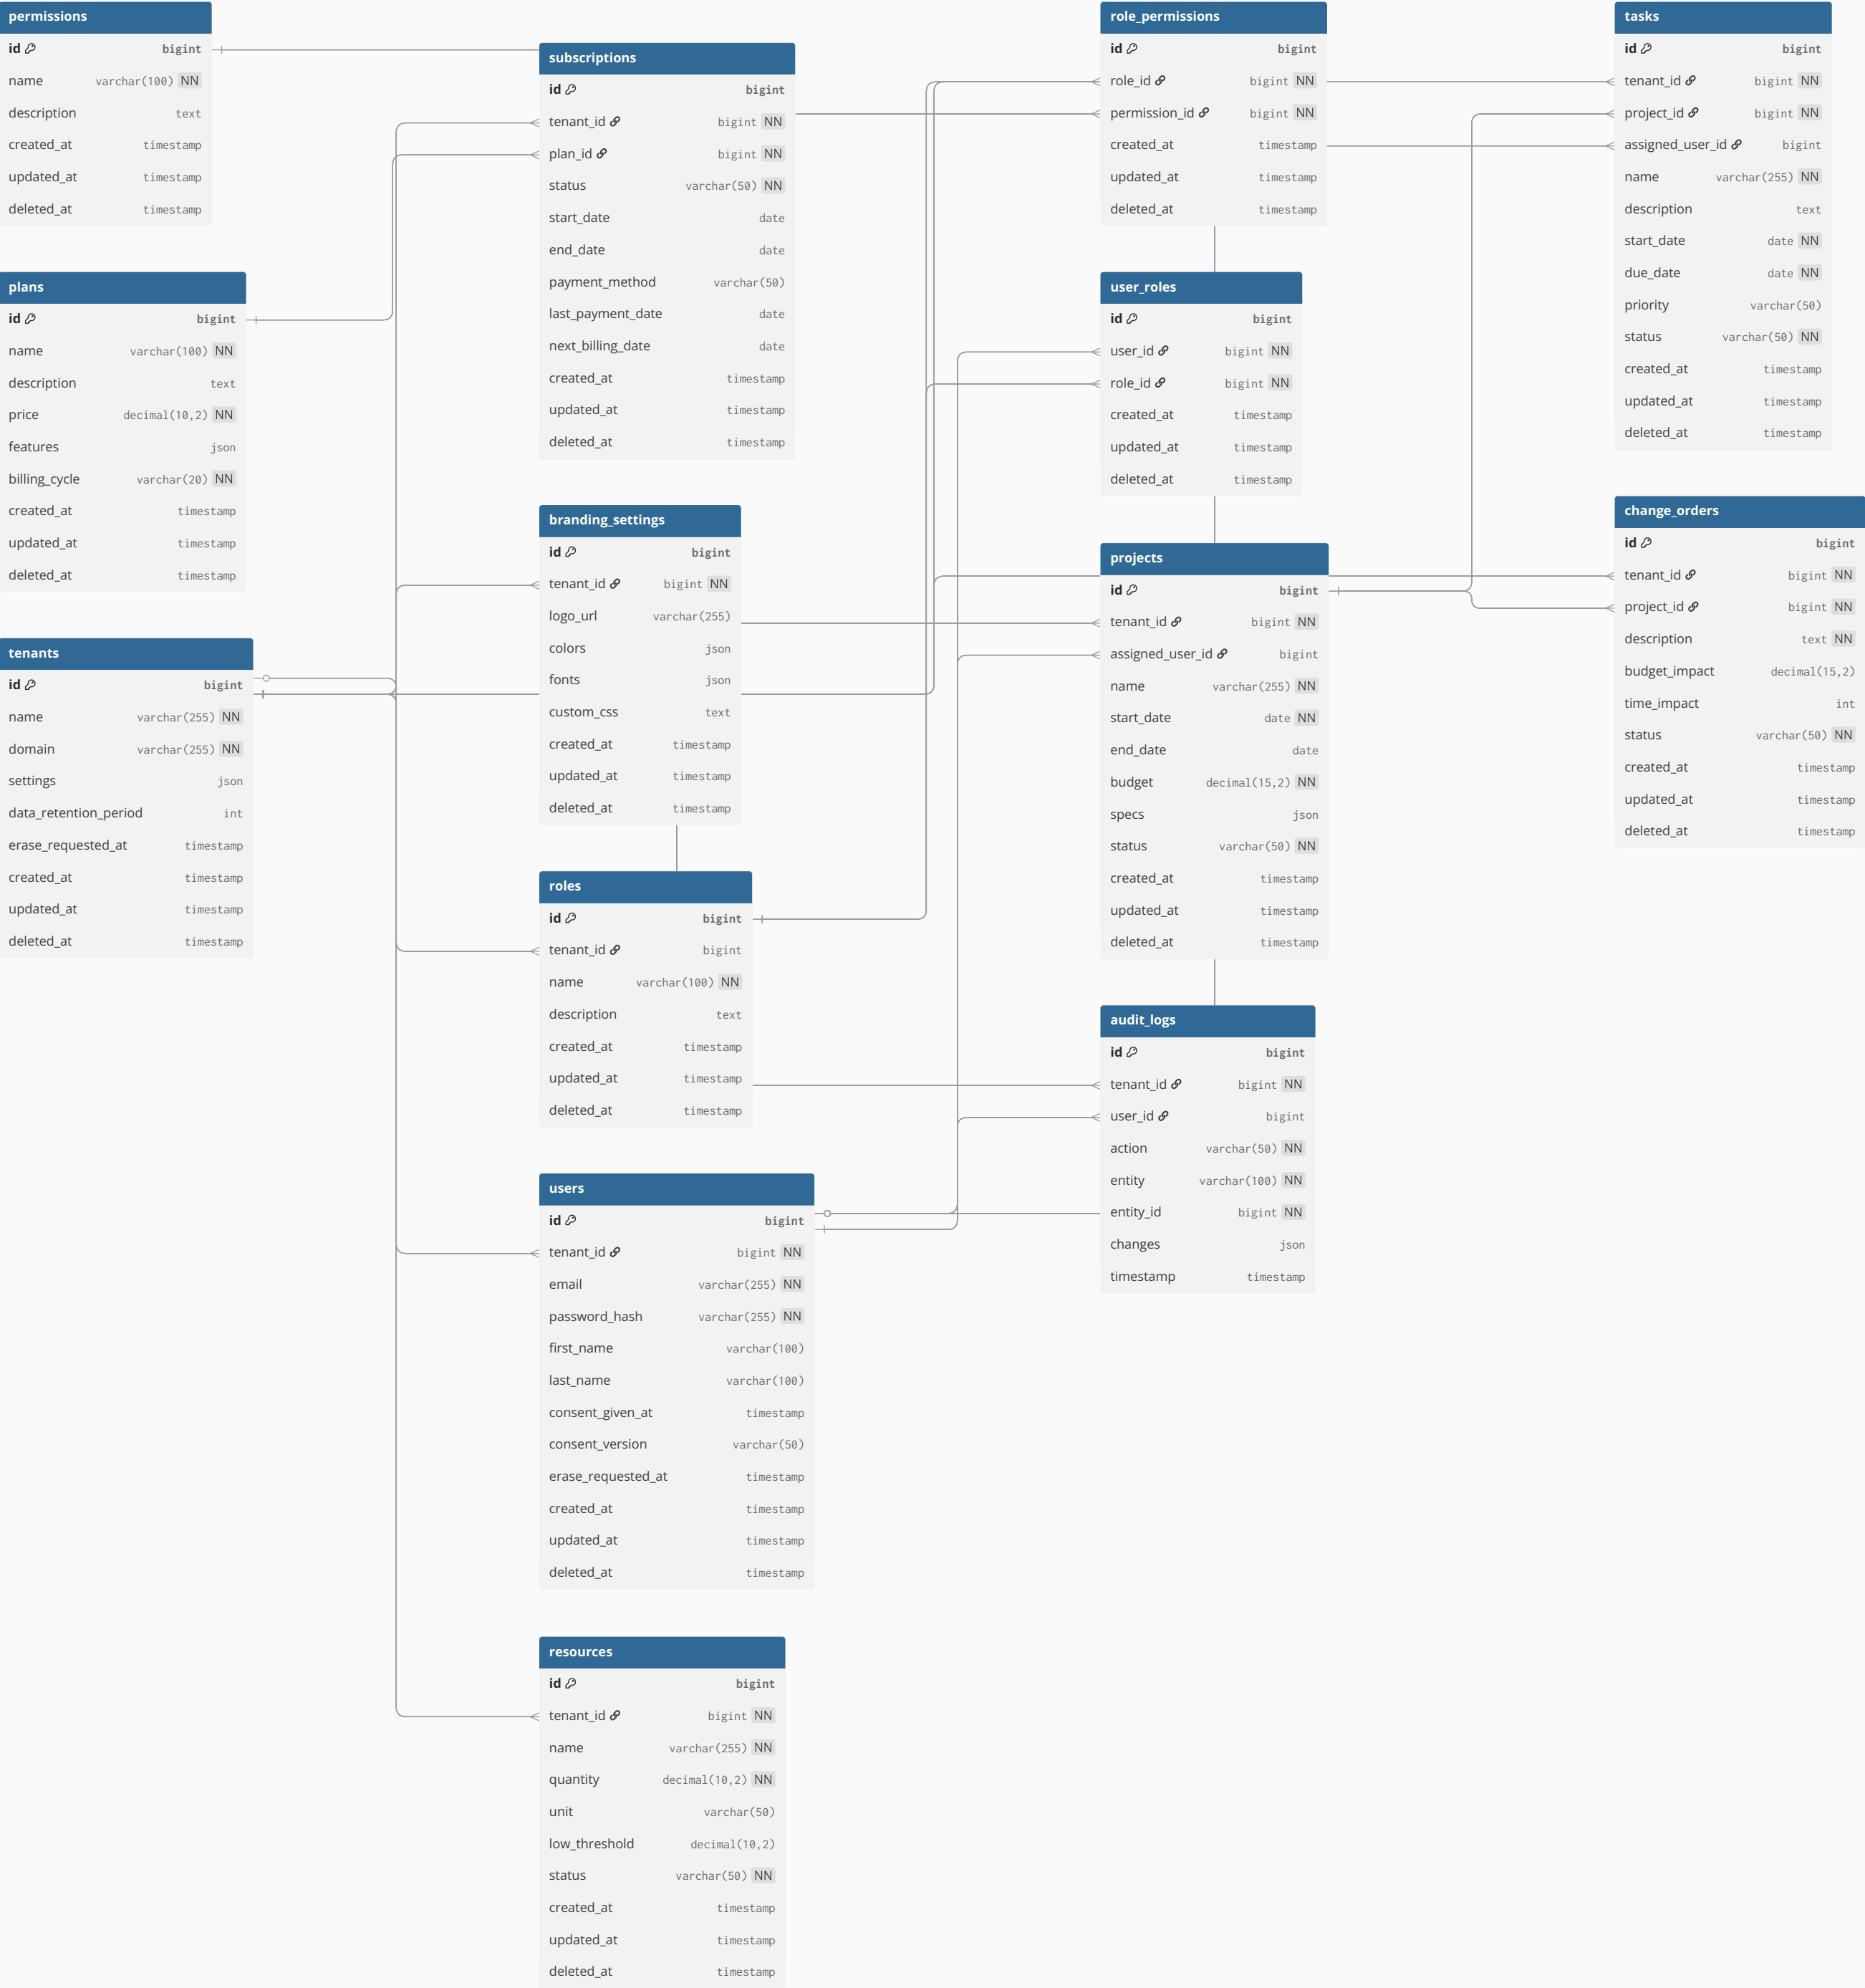 permissions
id bigint
name varchar(100) NN
description text
created_at timestamp
updated_at timestamp
deleted_at timestamp
plans
id bigint
name varchar(100) NN
description text
price decimal(10,2) NN
features json
billing_cycle varchar(20) NN
created_at timestamp
updated_at timestamp
deleted_at timestamp
tenants
id bigint
name varchar(255) NN
domain varchar(255) NN
settings json
data_retention_period int
erase_requested_at timestamp
created_at timestamp
updated_at timestamp
deleted_at timestamp
subscriptions
id bigint
tenant_id bigint NN
plan_id bigint NN
status varchar(50) NN
start_date date
end_date date
payment_method varchar(50)
last_payment_date date
next_billing_date date
created_at timestamp
updated_at timestamp
deleted_at timestamp
branding_settings
id bigint
tenant_id bigint NN
logo_url varchar(255)
colors json
fonts json
custom_css text
created_at timestamp
updated_at timestamp
deleted_at timestamp
roles
id bigint
tenant_id bigint
name varchar(100) NN
description text
created_at timestamp
updated_at timestamp
deleted_at timestamp
users
id bigint
tenant_id bigint NN
email varchar(255) NN
password_hash varchar(255) NN
first_name varchar(100)
last_name varchar(100)
consent_given_at timestamp
consent_version varchar(50)
erase_requested_at timestamp
created_at timestamp
updated_at timestamp
deleted_at timestamp
resources
id bigint
tenant_id bigint NN
name varchar(255) NN
quantity decimal(10,2) NN
unit varchar(50)
low_threshold decimal(10,2)
status varchar(50) NN
created_at timestamp
updated_at timestamp
deleted_at timestamp
role_permissions
id bigint
role_id bigint NN
permission_id bigint NN
created_at timestamp
updated_at timestamp
deleted_at timestamp
user_roles
id bigint
user_id bigint NN
role_id bigint NN
created_at timestamp
updated_at timestamp
deleted_at timestamp
projects
id bigint
tenant_id bigint NN
assigned_user_id bigint
name varchar(255) NN
start_date date NN
end_date date
budget decimal(15,2) NN
specs json
status varchar(50) NN
created_at timestamp
updated_at timestamp
deleted_at timestamp
audit_logs
id bigint
tenant_id bigint NN
user_id bigint
action varchar(50) NN
entity varchar(100) NN
entity_id bigint NN
changes json
timestamp timestamp
tasks
id bigint
tenant_id bigint NN
project_id bigint NN
assigned_user_id bigint
name varchar(255) NN
description text
start_date date NN
due_date date NN
priority varchar(50)
status varchar(50) NN
created_at timestamp
updated_at timestamp
deleted_at timestamp
change_orders
id bigint
tenant_id bigint NN
project_id bigint NN
description text NN
budget_impact decimal(15,2)
time_impact int
status varchar(50) NN
created_at timestamp
updated_at timestamp
deleted_at timestamp